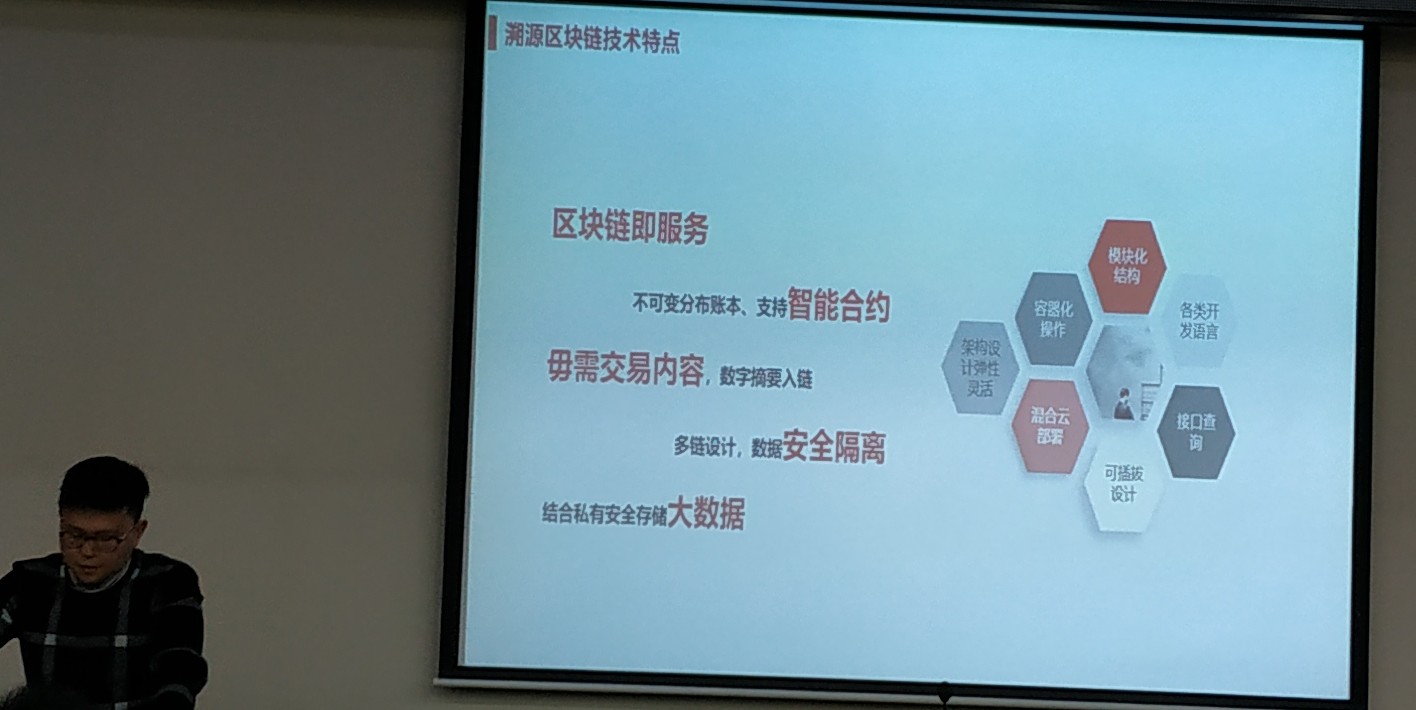 溯源区块链技术特点
区块链即服务
不可变分布账本、支持智能合约
毋需交易内容，数字摘要入链
多链设计，数据安全隔离
结合私有安全存储大数据
模块化
结构
容器化
操作
各类开
发语言
架构设
计弹性
灵活
混合云
部署
接口查
询
可插拔
设计